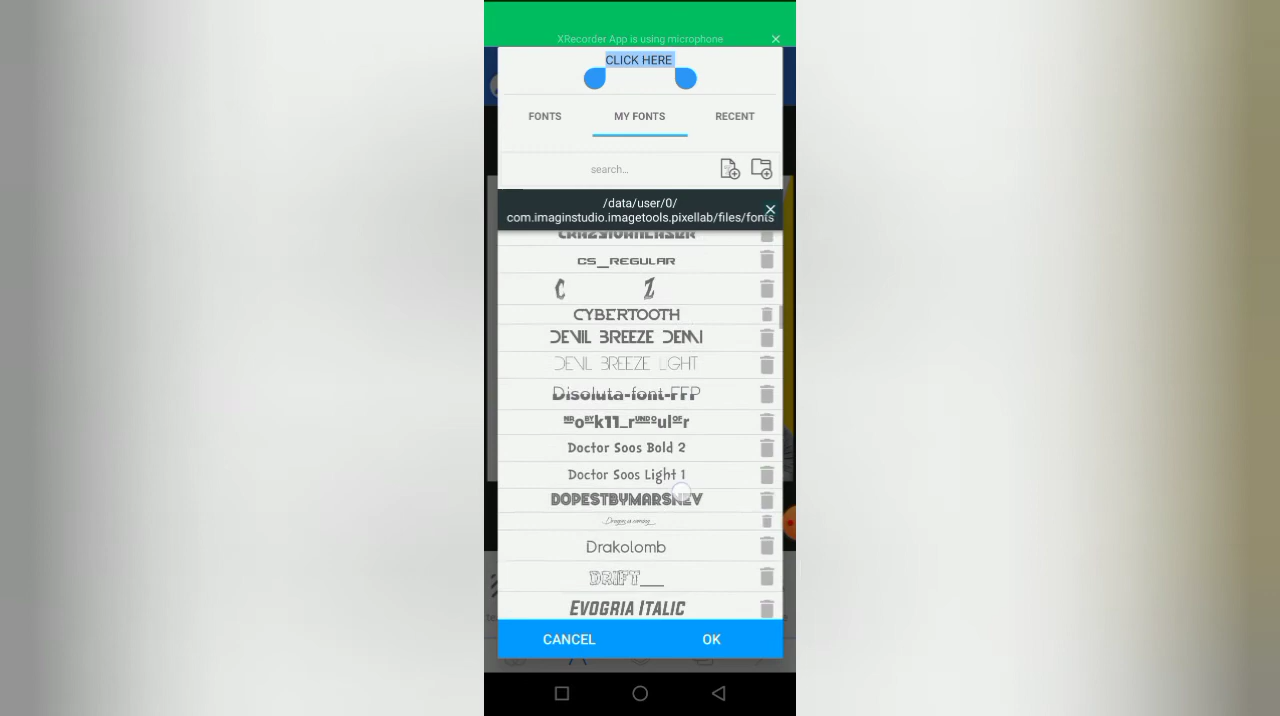 XRecorder App is using microphone
CLICK HERE
FONTS
MY FONTS
RECENT
search...
/data/user/0/
com.imaginstudio.imagetools.pixellab/files/fonts
CS_REGULAR
C Z
CYBERTOOTH
DEVIL BREEZE DEMI
DEVIL BREEZE LIGHT
Disoluta-font-FFP
Doctor Soos Bold 2
Doctor Soos Light 1
DOPESTBYMARSNEV
Drakolomb
DRIFT__
EVOGRIA ITALIC
CANCEL
OK